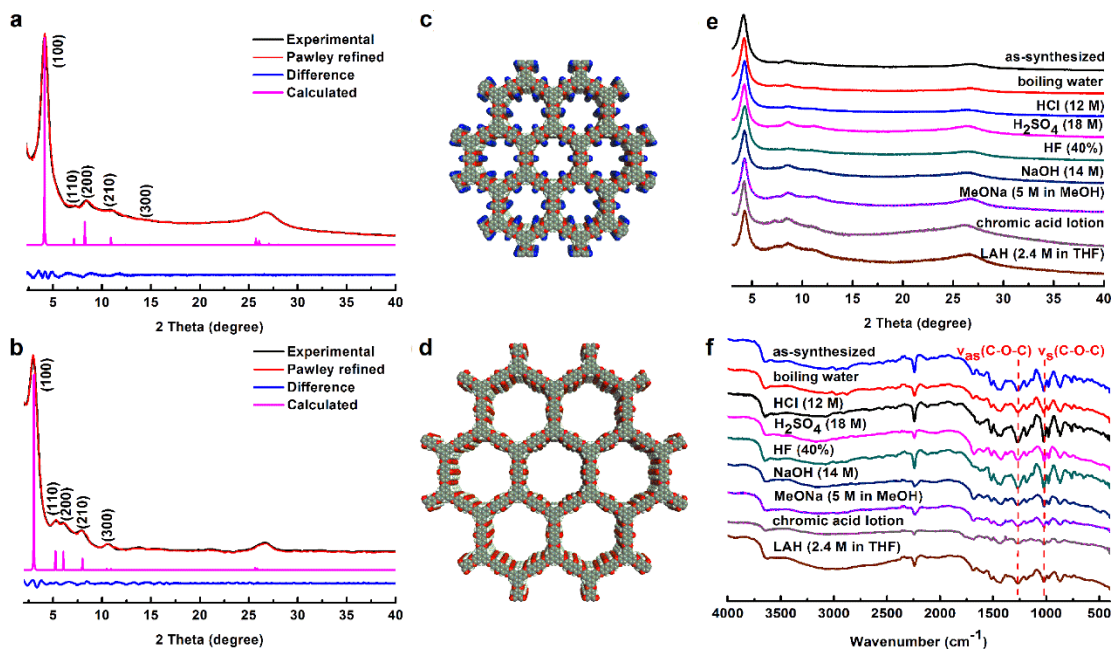 a
(100)
(110)
(200)
(210)
(300)
Experimental
Pawley refined
Difference
Calculated
5 10 15 20 25 30 35 40
2 Theta (degree)
b
(100)
(110)
(200)
(210)
(300)
Experimental
Pawley refined
Difference
Calculated
5 10 15 20 25 30 35 40
2 Theta (degree)
c
d
e
as-synthesized
boiling water
HCl (12 M)
H₂SO₄ (18 M)
HF (40%)
NaOH (14 M)
MeONa (5 M in MeOH)
chromic acid lotion
LAH (2.4 M in THF)
5 10 15 20 25 30 35 40
2 Theta (degree)
f
νas(C-O-C) νs(C-O-C)
as-synthesized
boiling water
HCl (12 M)
H₂SO₄ (18 M)
HF (40%)
NaOH (14 M)
MeONa (5 M in MeOH)
chromic acid lotion
LAH (2.4 M in THF)
4000 3500 3000 2500 2000 1500 1000 500
Wavenumber (cm⁻¹)